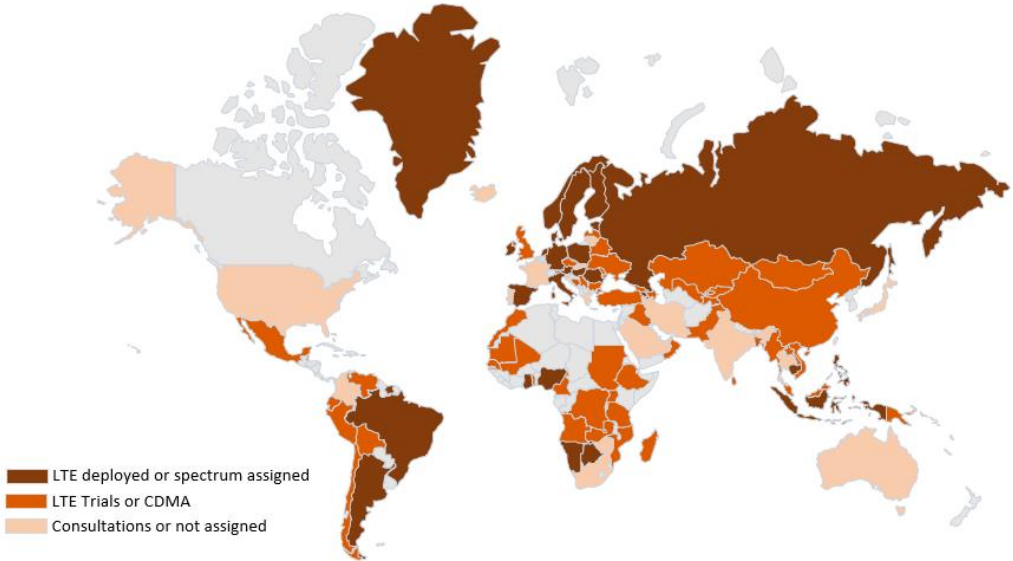 LTE deployed or spectrum assigned
LTE Trials or CDMA
Consultations or not assigned